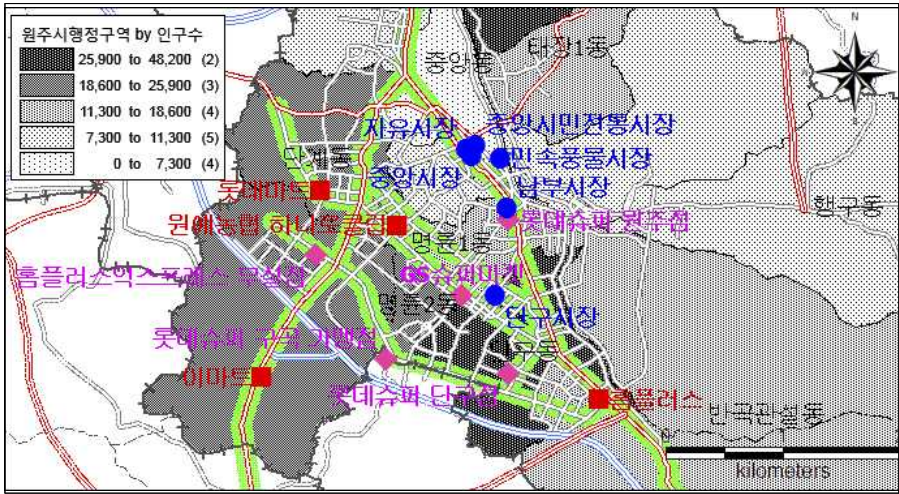 원주시행정구역 by 인구수
25,900 to 48,200 (2)
18,600 to 25,900 (3)
11,300 to 18,600 (4)
7,300 to 11,300 (5)
0 to 7,300 (4)
N
태장1동
중앙동
자유시장
중앙시민전통시장
단계동
중앙시장
민속풍물시장
롯데마트
남부시장
행구동
원예농협 하나로클럽
롯데슈퍼 원주점
명륜1동
홈플러스익스프레스 무실점
GS슈퍼마켓
명륜2동
단구시장
롯데슈퍼
가맹점
구동
이마트
롯데슈퍼 단구점
홈플러스
반곡관설동
kilometers